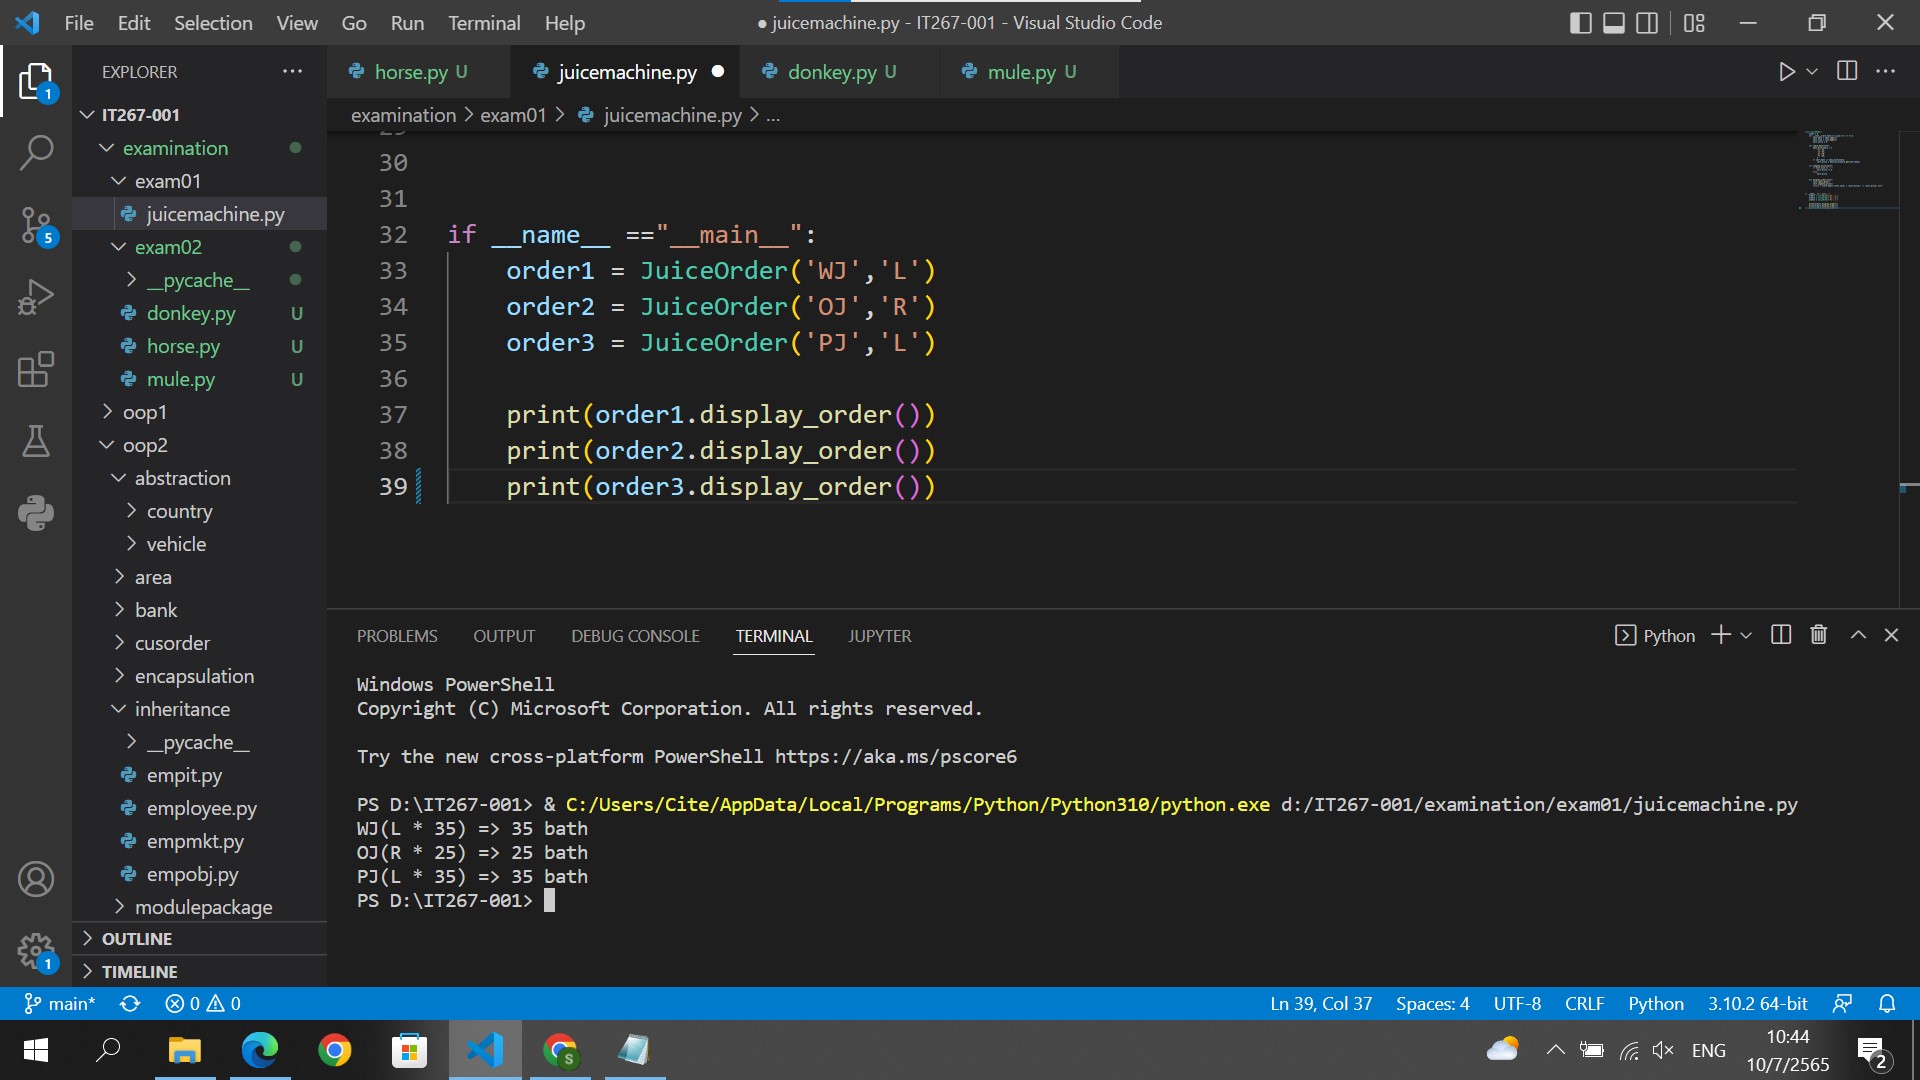 File Edit Selection View Go Run Terminal Help
● juicemachine.py - IT267-001 - Visual Studio Code
EXPLORER ...
horse.py U
juicemachine.py ●
donkey.py U
mule.py U
examination > exam01 > juicemachine.py > ...
1
5
1
IT267-001
examination
exam01
juicemachine.py
exam02
__pycache__
donkey.py U
horse.py U
mule.py U
oop1
oop2
abstraction
country
vehicle
area
bank
cusorder
encapsulation
inheritance
__pycache__
empit.py
employee.py
empmkt.py
empobj.py
modulepackage
OUTLINE
TIMELINE
29
30
31
32 if __name__ =="__main__":
33 order1 = JuiceOrder('WJ','L')
34 order2 = JuiceOrder('OJ','R')
35 order3 = JuiceOrder('PJ','L')
36
37 print(order1.display_order())
38 print(order2.display_order())
39 print(order3.display_order())
PROBLEMS OUTPUT DEBUG CONSOLE TERMINAL JUPYTER
Python
Windows PowerShell
Copyright (C) Microsoft Corporation. All rights reserved.
Try the new cross-platform PowerShell https://aka.ms/pscore6
PS D:\IT267-001> & C:/Users/Cite/AppData/Local/Programs/Python/Python310/python.exe d:/IT267-001/examination/exam01/juicemachine.py
WJ(L * 35) => 35 bath
OJ(R * 25) => 25 bath
PJ(L * 35) => 35 bath
PS D:\IT267-001>
main* 0 0
Ln 39, Col 37 Spaces: 4 UTF-8 CRLF Python 3.10.2 64-bit
S
ENG
10:44
10/7/2565
2